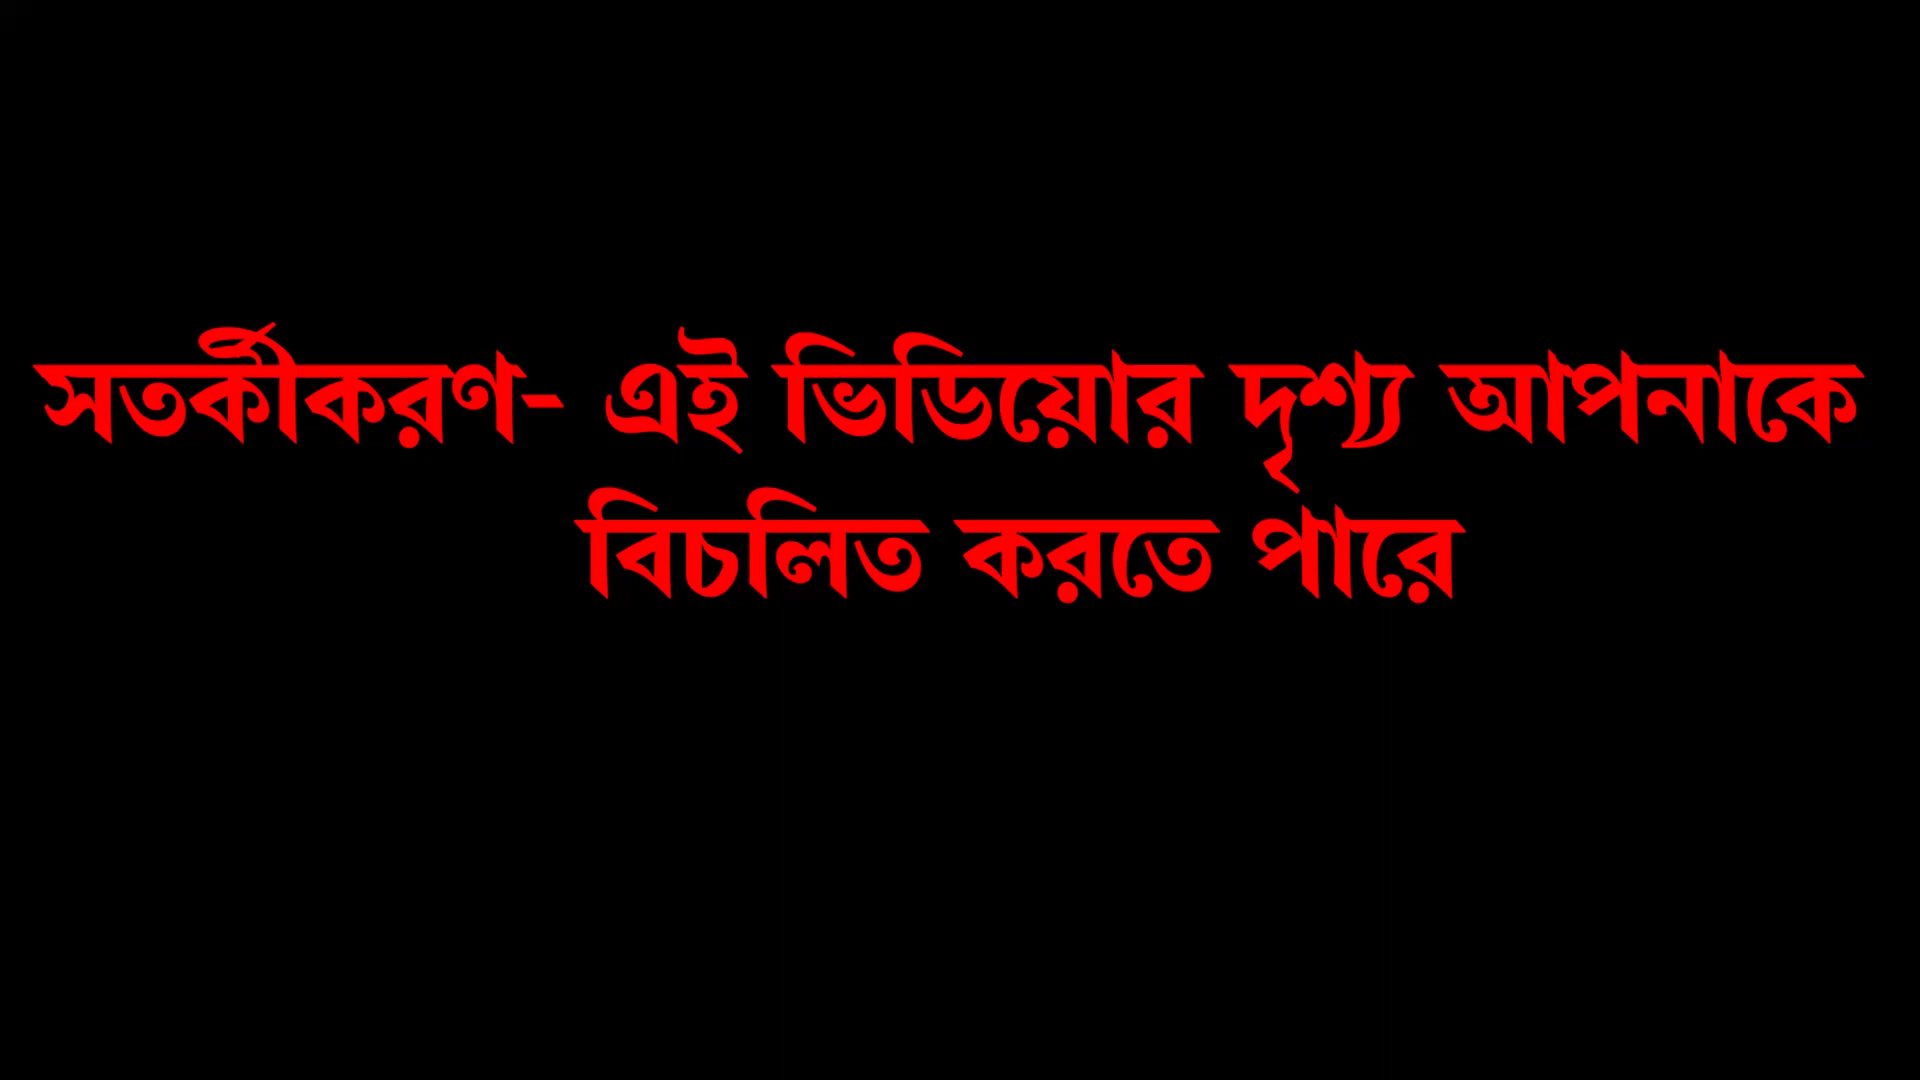 সতর্কীকরণ- এই ভিডিয়োর দৃশ্য আপনাকে
বিচলিত করতে পারে